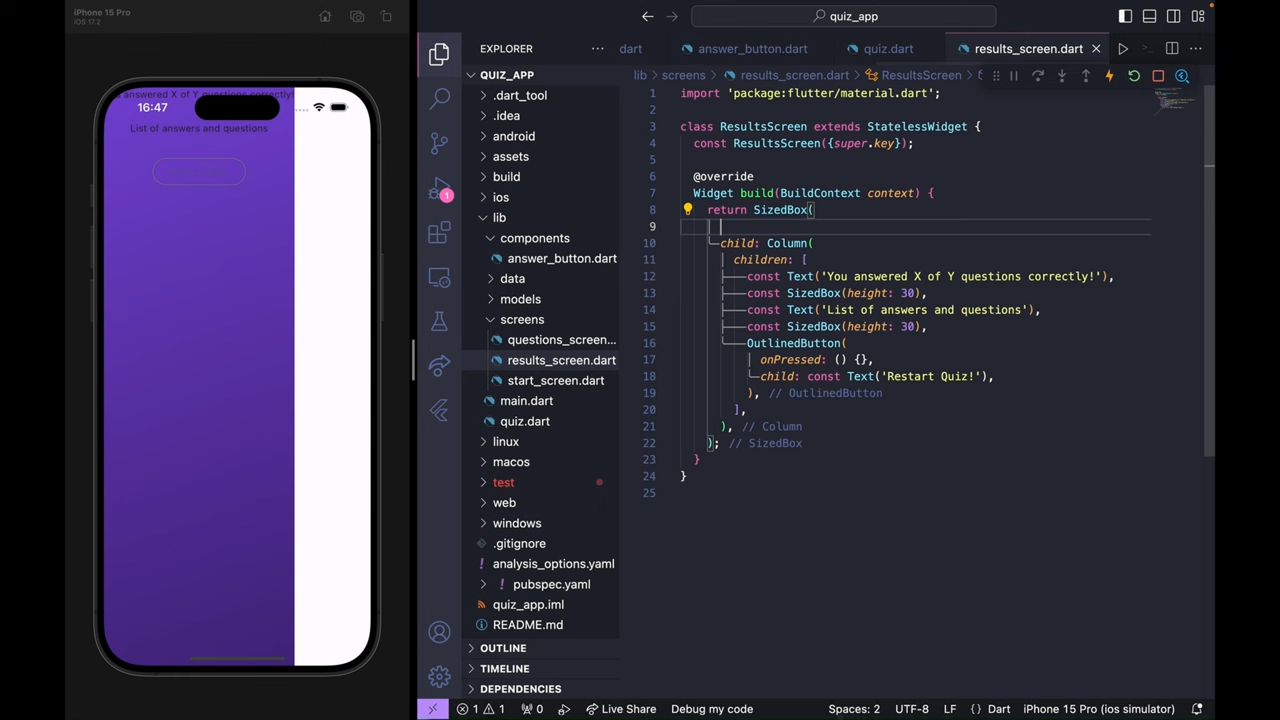 iPhone 15 Pro
iOS 17.2
answered X of Y questions correctly!
16:47
List of answers and questions
quiz_app
EXPLORER
QUIZ_APP
.dart_tool
.idea
android
assets
build
ios
lib
components
answer_button.dart
data
models
screens
questions_screen...
results_screen.dart
start_screen.dart
main.dart
quiz.dart
linux
macos
test
web
windows
.gitignore
! analysis_options.yaml
! pubspec.yaml
quiz_app.iml
README.md
OUTLINE
TIMELINE
DEPENDENCIES
1
dart
answer_button.dart
quiz.dart
results_screen.dart
lib > screens > results_screen.dart > ResultsScreen
1 import 'package:flutter/material.dart';
2
3 class ResultsScreen extends StatelessWidget {
4 const ResultsScreen({super.key});
5
6 @override
7 Widget build(BuildContext context) {
8 return SizedBox(
9
10 child: Column(
11 children: [
12 const Text('You answered X of Y questions correctly!'),
13 const SizedBox(height: 30),
14 const Text('List of answers and questions'),
15 const SizedBox(height: 30),
16 OutlinedButton(
17 onPressed: () {},
18 child: const Text('Restart Quiz!'),
19 ), // OutlinedButton
20 ],
21 ), // Column
22 ); // SizedBox
23 }
24 }
25
1 1 0 Live Share Debug my code Spaces: 2 UTF-8 LF {} Dart iPhone 15 Pro (ios simulator)